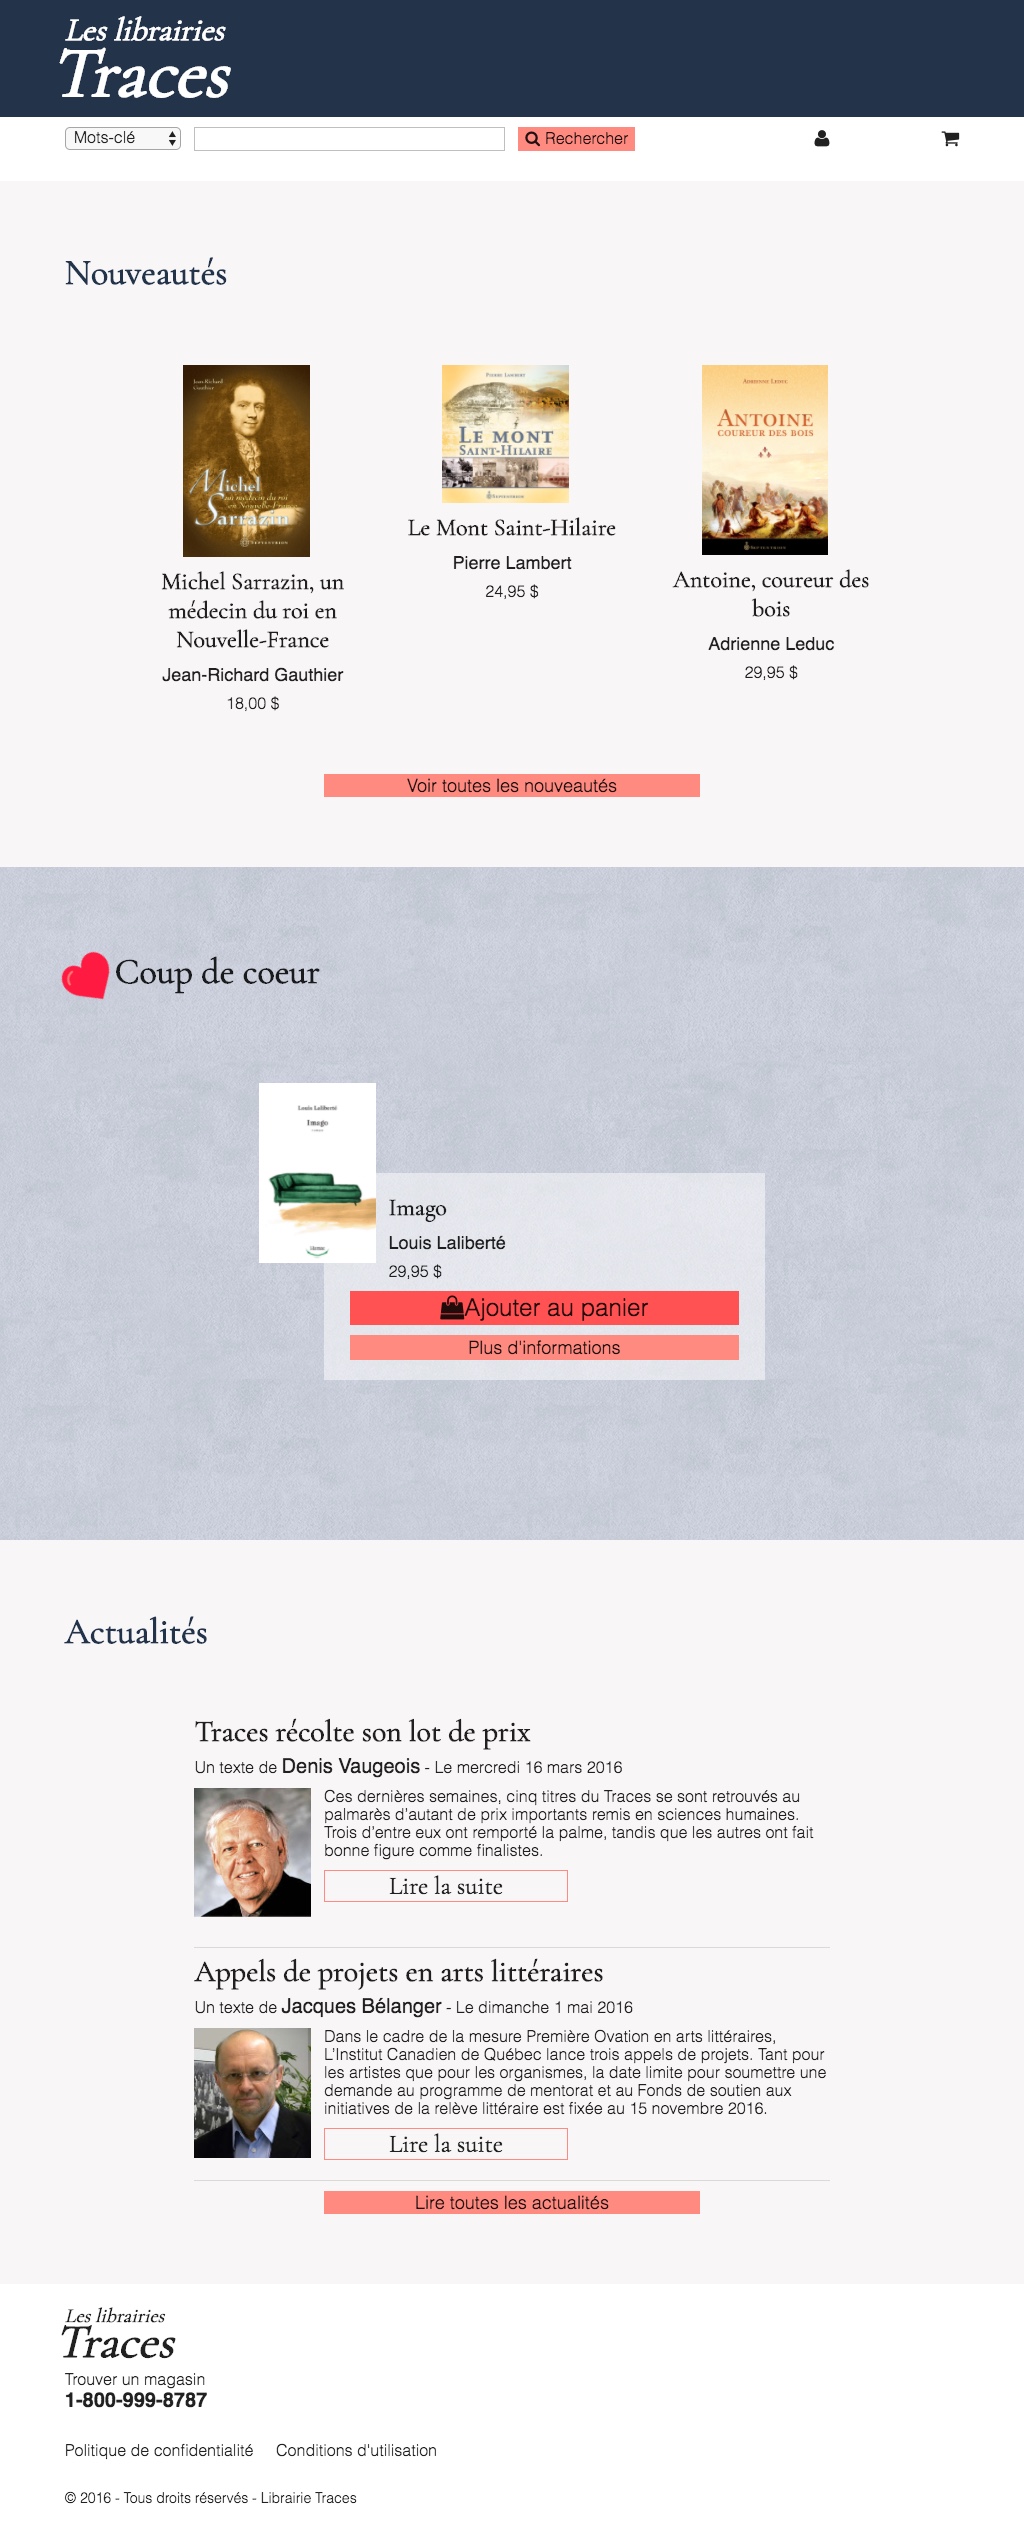 Les librairies
Traces
Mots-clé
Rechercher
Nouveautés
Jean-Richard
Gauthier
Michel
un médecin du roi
en Nouvelle-France
Sarrazin
Septentrion
Michel Sarrazin, un
médecin du roi en
Nouvelle-France
Jean-Richard Gauthier
18,00 $
Pierre Lambert
Le Mont
Saint-Hilaire
Septentrion
Le Mont Saint-Hilaire
Pierre Lambert
24,95 $
Adrienne Leduc
Antoine
coureur des bois
Septentrion
Antoine, coureur des
bois
Adrienne Leduc
29,95 $
Voir toutes les nouveautés
Coup de coeur
Louis Laliberté
Imago
Imago
Louis Laliberté
29,95 $
Ajouter au panier
Plus d'informations
Actualités
Traces récolte son lot de prix
Un texte de Denis Vaugeois - Le mercredi 16 mars 2016
Ces dernières semaines, cinq titres du Traces se sont retrouvés au
palmarès d’autant de prix importants remis en sciences humaines.
Trois d’entre eux ont remporté la palme, tandis que les autres ont fait
bonne figure comme finalistes.
Lire la suite
Appels de projets en arts littéraires
Un texte de Jacques Bélanger - Le dimanche 1 mai 2016
Dans le cadre de la mesure Première Ovation en arts littéraires,
L’Institut Canadien de Québec lance trois appels de projets. Tant pour
les artistes que pour les organismes, la date limite pour soumettre une
demande au programme de mentorat et au Fonds de soutien aux
initiatives de la relève littéraire est fixée au 15 novembre 2016.
Lire la suite
Lire toutes les actualités
Les librairies
Traces
Trouver un magasin
1-800-999-8787
Politique de confidentialité Conditions d'utilisation
© 2016 - Tous droits réservés - Librairie Traces